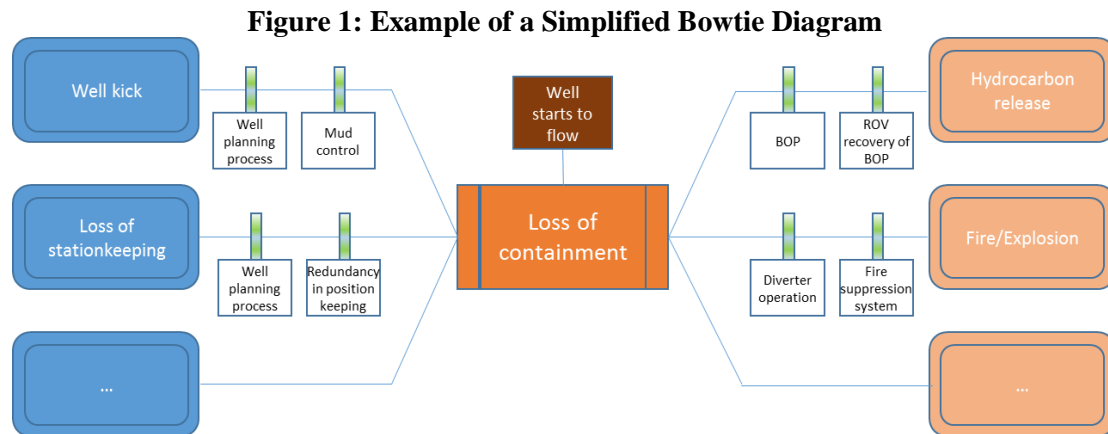 Figure 1: Example of a Simplified Bowtie Diagram
Well kick
Well
planning
process
Mud
control
Well
starts to
flow
BOP
ROV
recovery of
BOP
Hydrocarbon
release
Loss of
stationkeeping
Well
planning
process
Redundancy
in position
keeping
Loss of
containment
Diverter
operation
Fire
suppression
system
Fire/Explosion
...
...